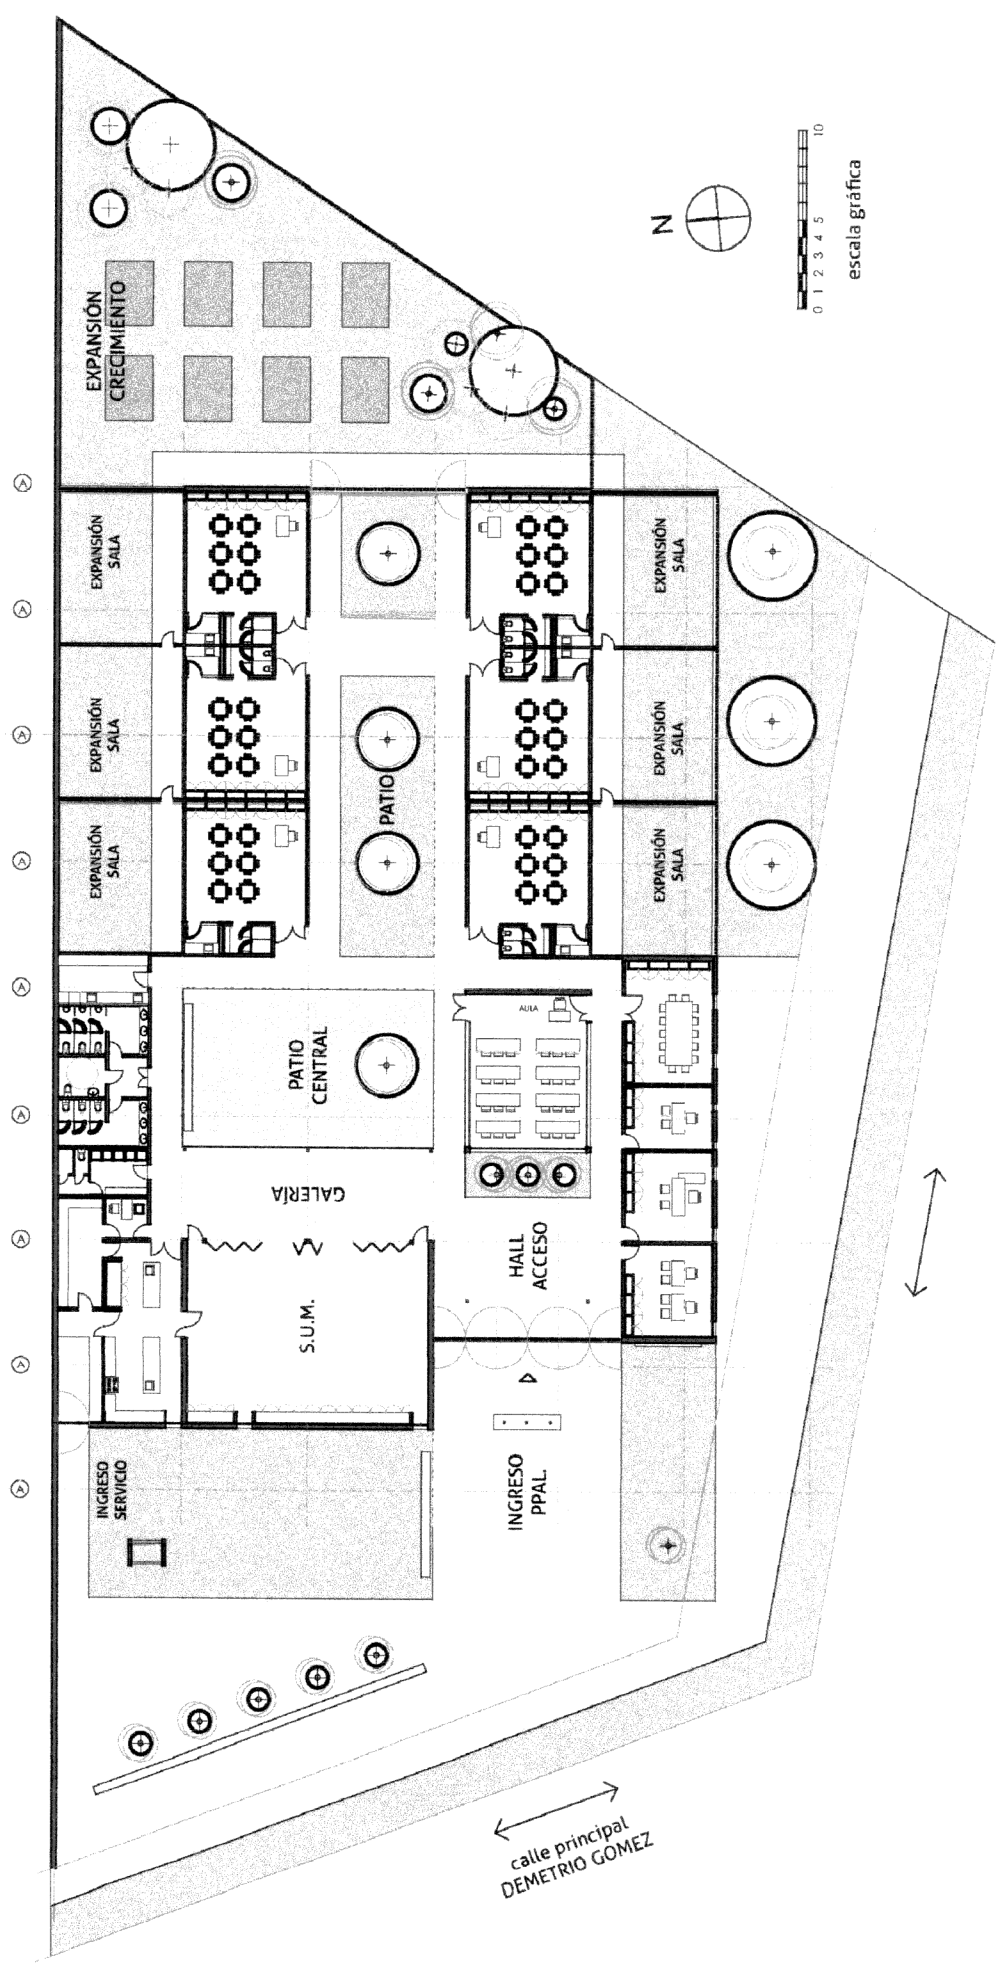 N
0 1 2 3 4 5 10
escala gráfica
EXPANSIÓN
CRECIMIENTO
A
EXPANSIÓN
SALA
EXPANSIÓN
SALA
A
A
EXPANSIÓN
SALA
PATIO
EXPANSIÓN
SALA
A
EXPANSIÓN
SALA
EXPANSIÓN
SALA
A
AULA
PATIO
CENTRAL
A
GALERÍA
A
HALL
ACCESO
S.U.M.
A
INGRESO
SERVICIO
INGRESO
PPAL.
A
calle principal
DEMETRIO GOMEZ